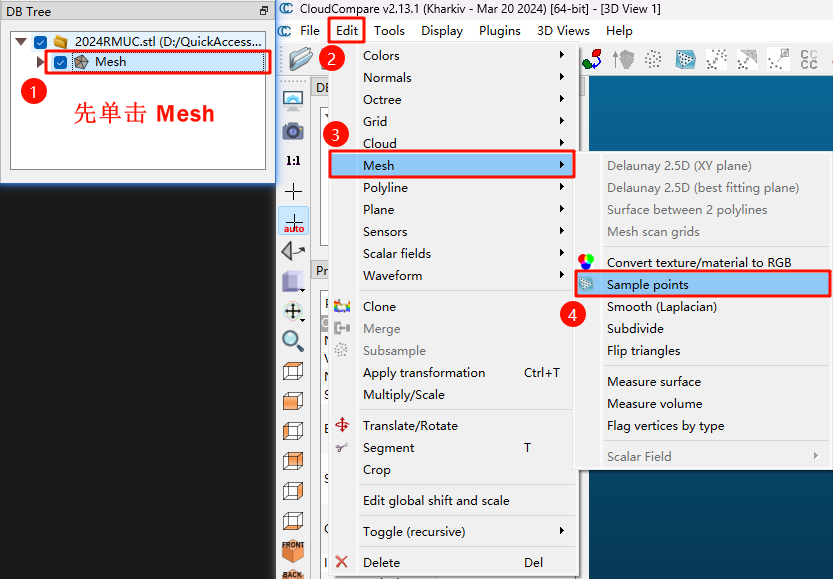 DB Tree
2024RMUC.stl (D:/QuickAccess...
Mesh
1
先单击 Mesh
CloudCompare v2.13.1 (Kharkiv - Mar 20 2024) [64-bit] - [3D View 1]
File Edit Tools Display Plugins 3D Views Help
2
CC
CC
DB
1:1
auto
Pr
FRONT
BACK
Colors
Normals
Octree
Grid
Cloud
3
Mesh
Polyline
Plane
Sensors
Scalar fields
Waveform
Clone
Merge
Subsample
Apply transformation Ctrl+T
Multiply/Scale
Translate/Rotate
Segment T
Crop
Edit global shift and scale
Toggle (recursive)
Delete Del
Delaunay 2.5D (XY plane)
Delaunay 2.5D (best fitting plane)
Surface between 2 polylines
Mesh scan grids
Convert texture/material to RGB
Sample points
4
Smooth (Laplacian)
Subdivide
Flip triangles
Measure surface
Measure volume
Flag vertices by type
Scalar Field